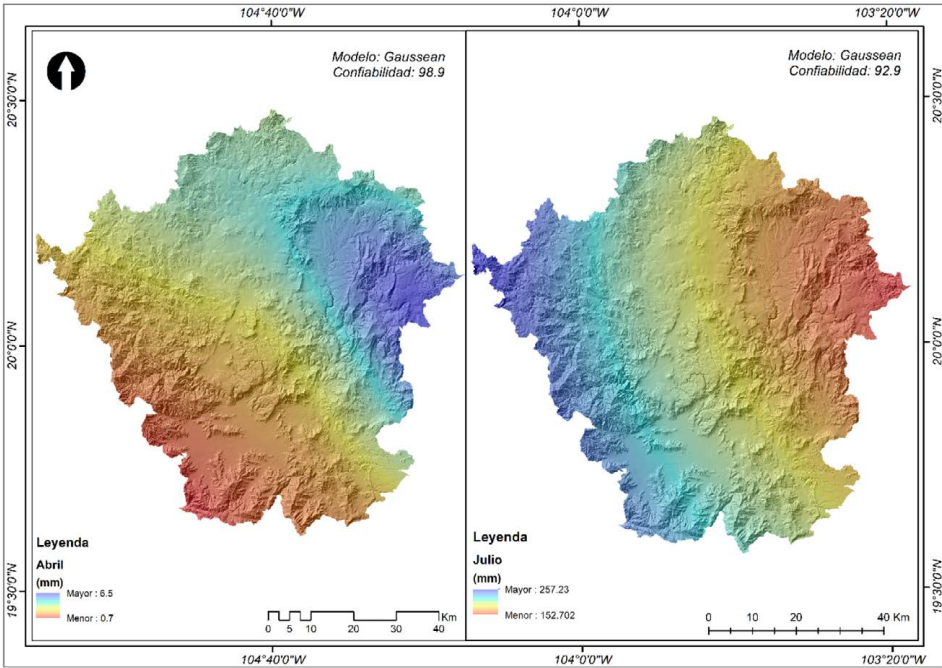 104°40'0"W
104°0'0"W
103°20'0"W
20°30'0"N
20°0'0"N
19°30'0"N
Modelo: Gaussean
Confiabilidad: 98.9
Leyenda
Abril
(mm)
Mayor : 6.5
Menor : 0.7
0 5 10 20 30 40
Km
Modelo: Gaussean
Confiabilidad: 92.9
Leyenda
Julio
(mm)
Mayor : 257.23
Menor : 152.702
0 10 20 40 Km
20°30'0"N
20°0'0"N
19°30'0"N
104°40'0"W
104°0'0"W
103°20'0"W